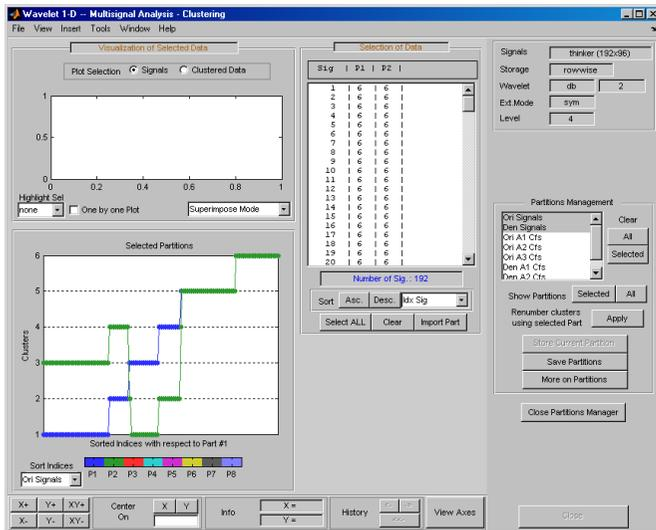 Wavelet 1-D -- Multisignal Analysis - Clustering
File View Insert Tools Window Help
Visualization of Selected Data
Plot Selection Signals Clustered Data
1
0.5
0
0 0.2 0.4 0.6 0.8 1
Highlight Sel
none One by one Plot Superimpose Mode
Selected Partitions
6
5
4
3
2
1
Clusters
Sorted Indices with respect to Part #1
Sort Indices
Ori Signals
P1 P2 P3 P4 P5 P6 P7 P8
Selection of Data
Sig | P1 | P2 |
1 | 6 | 6 |
2 | 6 | 6 |
3 | 6 | 6 |
4 | 6 | 6 |
5 | 6 | 6 |
6 | 6 | 6 |
7 | 6 | 6 |
8 | 6 | 6 |
9 | 6 | 6 |
10 | 6 | 6 |
11 | 6 | 6 |
12 | 6 | 6 |
13 | 6 | 6 |
14 | 6 | 6 |
15 | 6 | 6 |
16 | 6 | 6 |
17 | 6 | 6 |
18 | 6 | 6 |
19 | 6 | 6 |
20 | 6 | 6 |
Number of Sig.: 192
Sort Asc. Desc. Idx Sig
Select ALL Clear Import Part
Signals thinker (192x96)
Storage rowwise
Wavelet db 2
Ext.Mode sym
Level 4
Partitions Management
Ori Signals
Den Signals
Ori A1 Cfs
Ori A2 Cfs
Ori A3 Cfs
Den A1 Cfs
Den A2 Cfs
Clear
All
Selected
Show Partitions Selected All
Renumber clusters
using selected Part
Apply
Store Current Partition
Save Partitions
More on Partitions
Close Partitions Manager
X+ Y+ XY+
X- Y- XY-
Center
On
X Y
Info
X =
Y =
History
<- ->
<<-
View Axes
Close